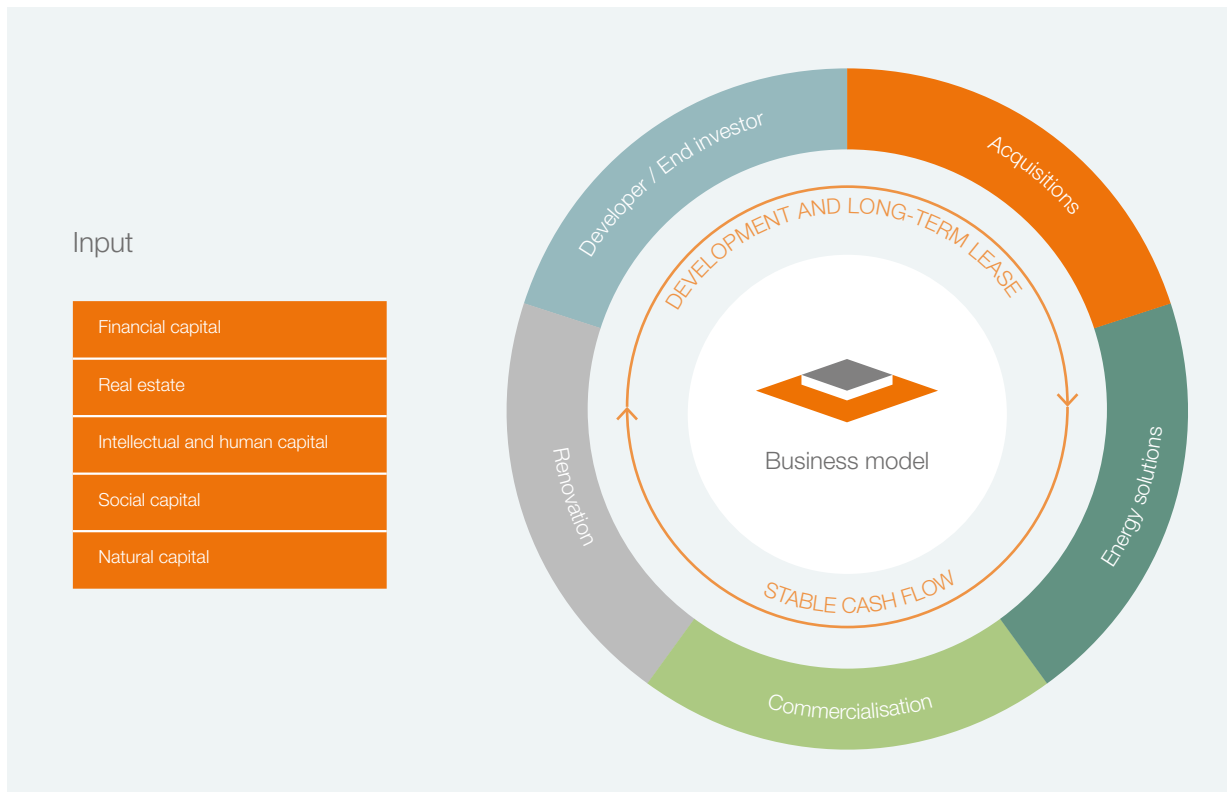 Input
Financial capital
Real estate
Intellectual and human capital
Social capital
Natural capital
Developer / End investor
Acquisitions
DEVELOPMENT AND LONG-TERM LEASE
Business model
Renovation
Energy solutions
STABLE CASH FLOW
Commercialisation